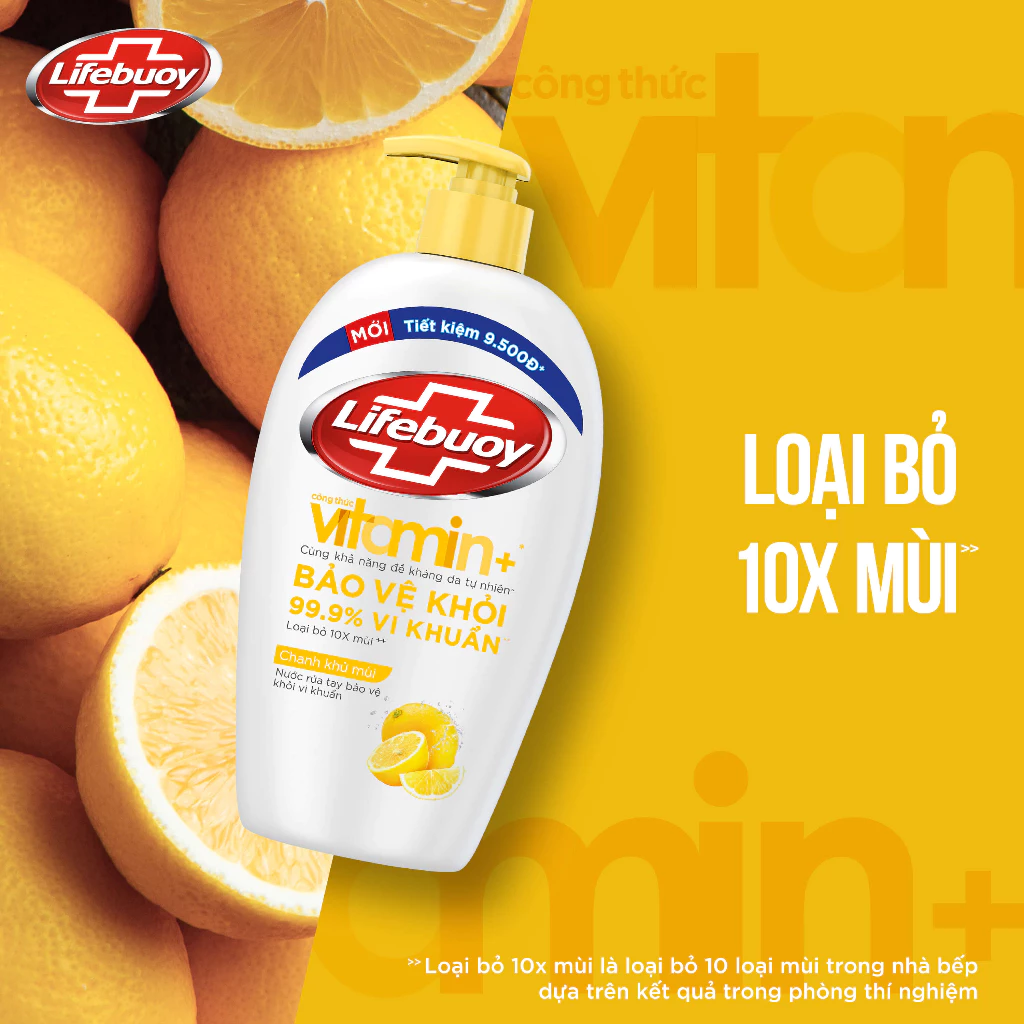 Lifebuoy
công thức
vitamin
MỚI Tiết kiệm 9.500Đ+
Lifebuoy
công thức
vitamin+*
Cùng khả năng đề kháng da tự nhiên
BẢO VỆ KHỎI
99.9% VI KHUẨN
Loại bỏ 10X mùi ++
Chanh khử mùi
Nước rửa tay bảo vệ
khỏi vi khuẩn
LOẠI BỎ
10X MÙI>>
amin+
>>Loại bỏ 10x mùi là loại bỏ 10 loại mùi trong nhà bếp
dựa trên kết quả trong phòng thí nghiệm